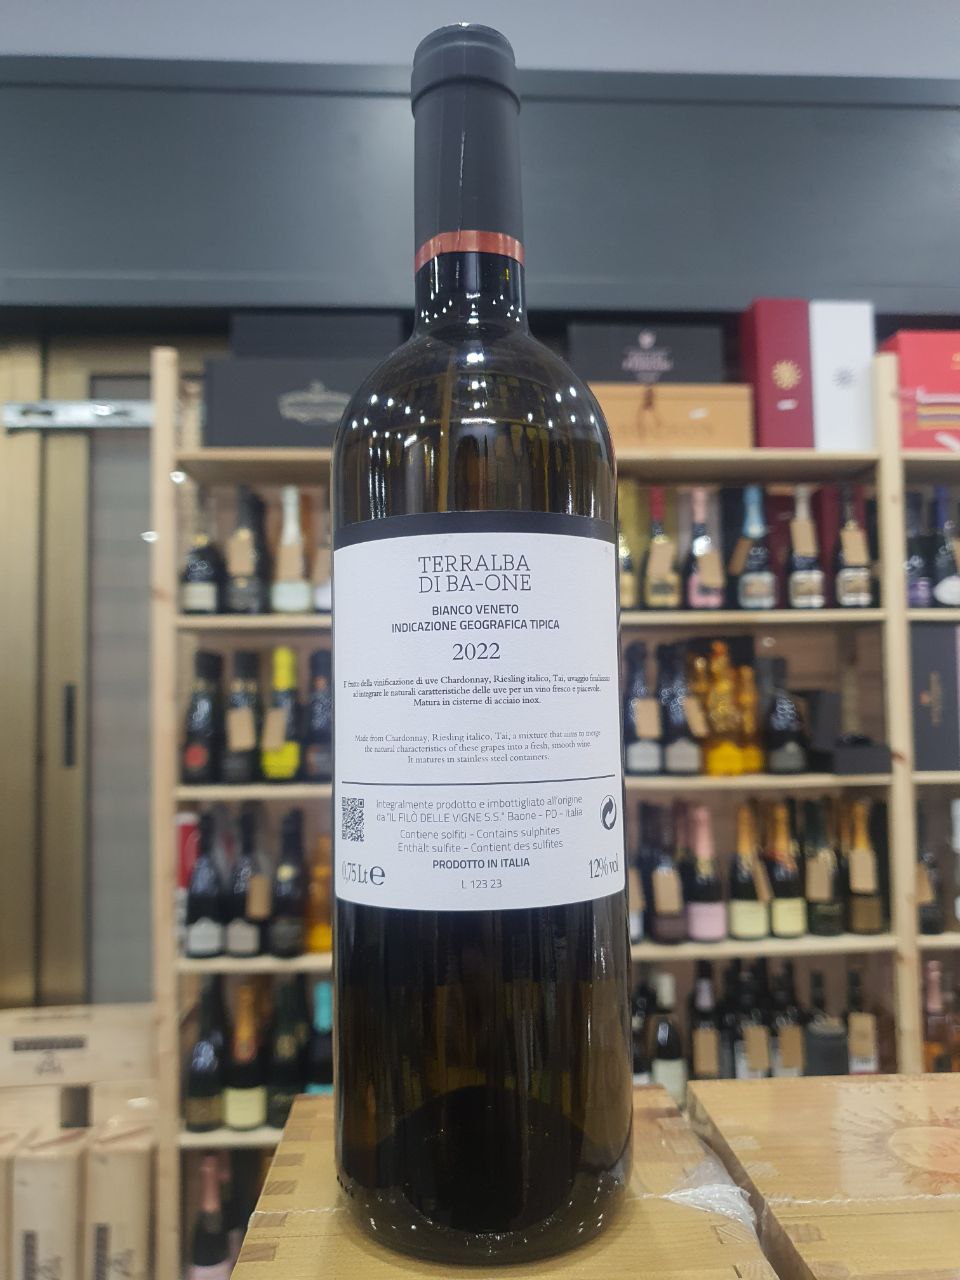 TERRALBA
DI BA-ONE
BIANCO VENETO
INDICAZIONE GEOGRAFICA TIPICA
2022
È frutto della vinificazione di uve Chardonnay, Riesling italico, Tai, uvaggio finalizzato
ad integrare le naturali caratteristiche delle uve per un vino fresco e piacevole.
Matura in cisterne di acciaio inox.
Made from Chardonnay, Riesling italico, Tai, a mixture that aims to merge
the natural characteristics of these grapes into a fresh, smooth wine.
It matures in stainless steel containers.
Integralmente prodotto e imbottigliato all'origine
da "IL FILÒ DELLE VIGNE S.S." Baone - PD - Italia
Contiene solfiti - Contains sulphites
Enthält sulfite - Contient des sulfites
PRODOTTO IN ITALIA
0,75 Lt e
12% vol
L 123 23